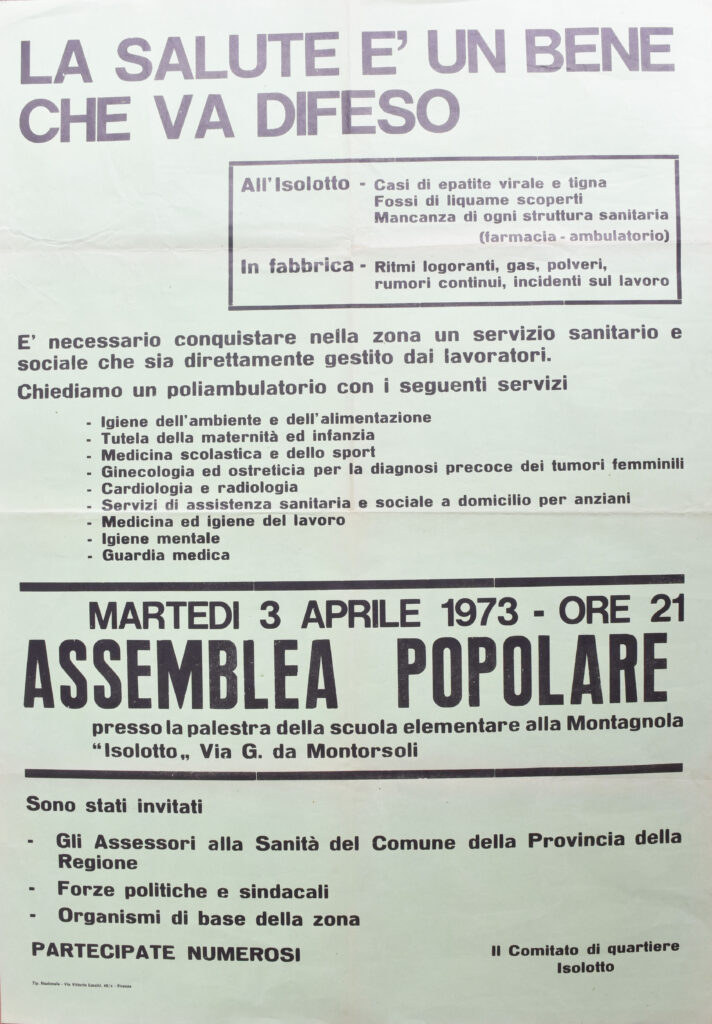 LA SALUTE E' UN BENE
CHE VA DIFESO
All'Isolotto - Casi di epatite virale e tigna
Fossi di liquame scoperti
Mancanza di ogni struttura sanitaria
(farmacia - ambulatorio)
In fabbrica - Ritmi logoranti, gas, polveri,
rumori continui, incidenti sul lavoro
E' necessario conquistare nella zona un servizio sanitario e
sociale che sia direttamente gestito dai lavoratori.
Chiediamo un poliambulatorio con i seguenti servizi
- Igiene dell'ambiente e dell'alimentazione
- Tutela della maternità ed infanzia
- Medicina scolastica e dello sport
- Ginecologia ed ostreticia per la diagnosi precoce dei tumori femminili
- Cardiologia e radiologia
- Servizi di assistenza sanitaria e sociale a domicilio per anziani
- Medicina ed igiene del lavoro
- Igiene mentale
- Guardia medica
MARTEDI 3 APRILE 1973 - ORE 21
ASSEMBLEA POPOLARE
presso la palestra della scuola elementare alla Montagnola
“Isolotto„ Via G. da Montorsoli
Sono stati invitati
- Gli Assessori alla Sanità del Comune della Provincia della
Regione
- Forze politiche e sindacali
- Organismi di base della zona
PARTECIPATE NUMEROSI
Il Comitato di quartiere
Isolotto
Tip. Nazionale - Via Vittorio Locchi, - Firenze